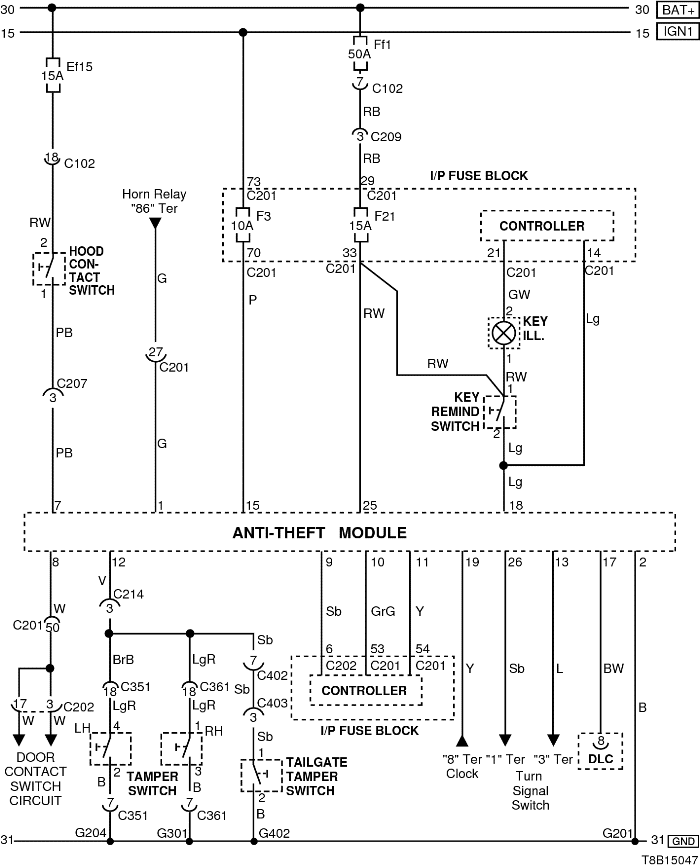 30 30 BAT+
15 15 IGN1
Ef15
15A
Ff1
50A
7 C102
RB
3 C209
RB
18 C102
Horn Relay
"86" Ter
73
C201
29
C201
I/P FUSE BLOCK
F3
10A
F21
15A
CONTROLLER
RW
2
HOOD
CON-
TACT
SWITCH
1
70
C201
33
C201
21
C201
14
C201
G
P
RW
GW
Lg
2
KEY
ILL.
1
RW
PB
27
C201
RW
1
KEY
REMIND
SWITCH
2
C207
3
Lg
PB
G
Lg
7 1 15 25 18
ANTI-THEFT MODULE
8 12 9 10 11 19 26 13 17 2
V
C214
3
W
C201 50
Sb GrG Y
Sb
BrB LgR
7
C402
6 53 54
C202 C201 C201
CONTROLLER
I/P FUSE BLOCK
Y Sb L BW B
C351
18
LgR
C361
18
LgR
Sb
C403
3
17 3 C202
W W
LH 4
1 RH
Sb
1
DOOR
CONTACT
SWITCH
CIRCUIT
2
B
TAMPER
SWITCH
3
B
TAILGATE
TAMPER
SWITCH
2
B
"8" Ter
Clock
"1" Ter "3" Ter
Turn
Signal
Switch
8
DLC
7
C351
7
C361
31 G204 G301 G402 G201 31 GND
T8B15047